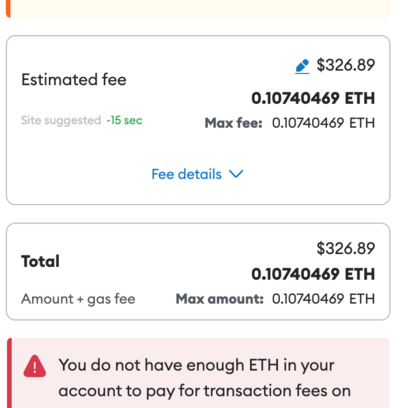 $326.89
Estimated fee
0.10740469 ETH
Site suggested ~15 sec
Max fee: 0.10740469 ETH
Fee details
$326.89
Total
0.10740469 ETH
Amount + gas fee Max amount: 0.10740469 ETH
You do not have enough ETH in your
account to pay for transaction fees on